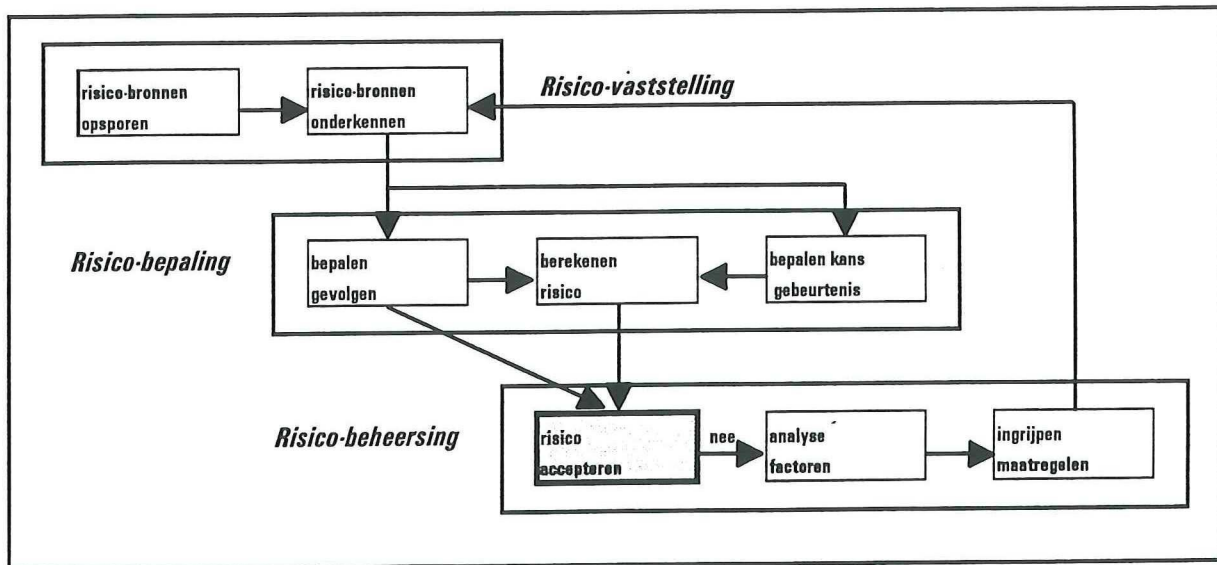 risico-bronnen
opsporen
risico-bronnen
onderkennen
Risico-vaststelling
Risico-bepaling
bepalen
gevolgen
berekenen
risico
bepalen kans
gebeurtenis
Risico-beheersing
risico
accepteren
nee
analyse
factoren
ingrijpen
maatregelen